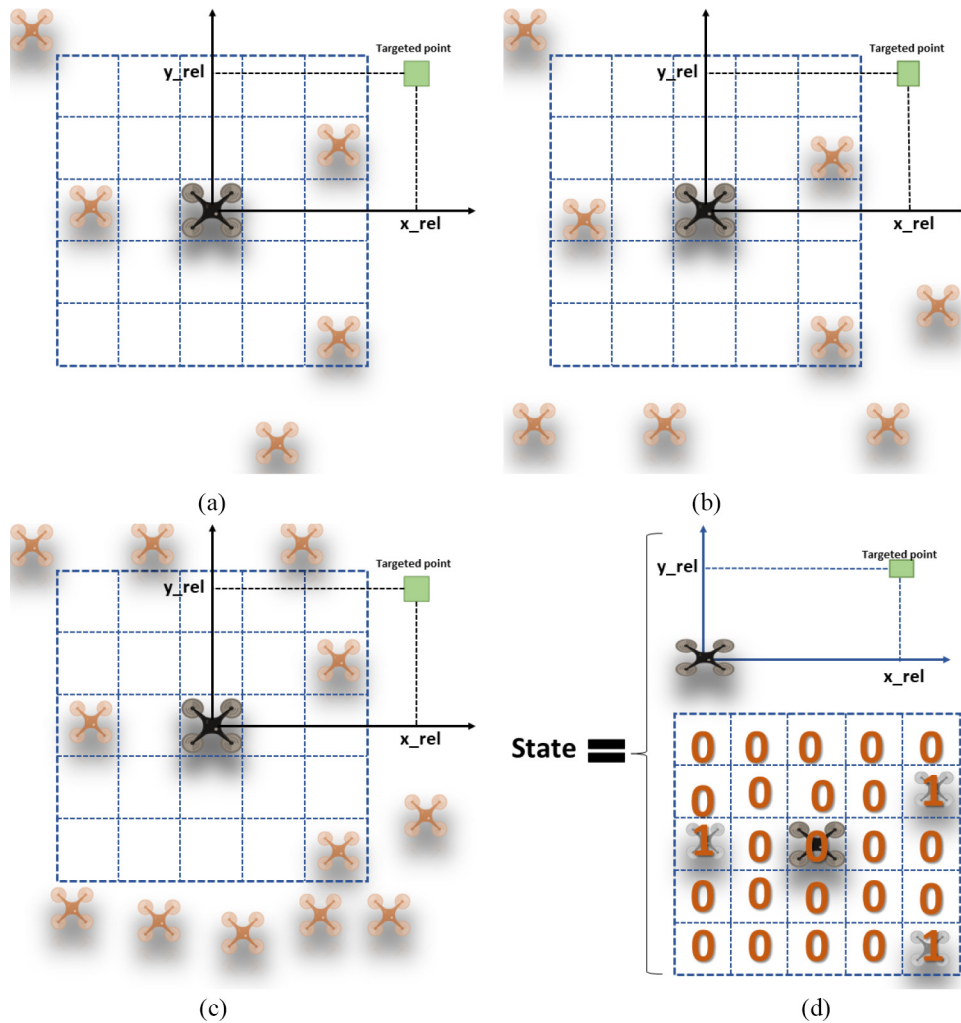 Targeted point
y_rel
x_rel
(a)
Targeted point
y_rel
x_rel
(b)
Targeted point
y_rel
x_rel
(c)
Targeted point
y_rel
x_rel
State =
0 0 0 0 0
0 0 0 0 1
1 0 0 0 0
0 0 0 0 0
0 0 0 0 1
(d)